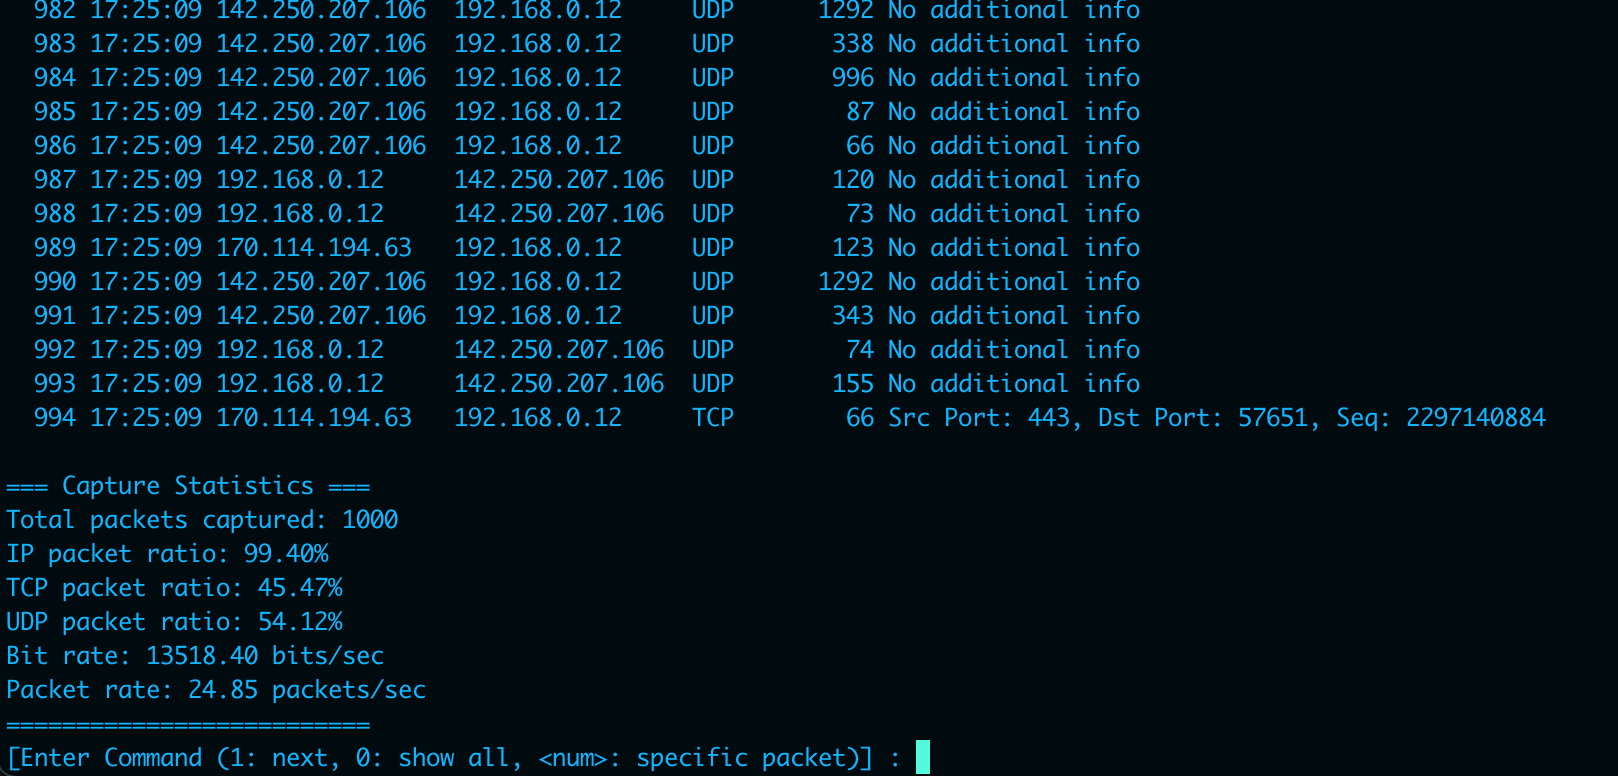 982 17:25:09 142.250.207.106  192.168.0.12     UDP      1292 No additional info
983 17:25:09 142.250.207.106  192.168.0.12     UDP       338 No additional info
984 17:25:09 142.250.207.106  192.168.0.12     UDP       996 No additional info
985 17:25:09 142.250.207.106  192.168.0.12     UDP        87 No additional info
986 17:25:09 142.250.207.106  192.168.0.12     UDP        66 No additional info
987 17:25:09 192.168.0.12     142.250.207.106  UDP       120 No additional info
988 17:25:09 192.168.0.12     142.250.207.106  UDP        73 No additional info
989 17:25:09 170.114.194.63   192.168.0.12     UDP       123 No additional info
990 17:25:09 142.250.207.106  192.168.0.12     UDP      1292 No additional info
991 17:25:09 142.250.207.106  192.168.0.12     UDP       343 No additional info
992 17:25:09 192.168.0.12     142.250.207.106  UDP        74 No additional info
993 17:25:09 192.168.0.12     142.250.207.106  UDP       155 No additional info
994 17:25:09 170.114.194.63   192.168.0.12     TCP        66 Src Port: 443, Dst Port: 57651, Seq: 2297140884
=== Capture Statistics ===
Total packets captured: 1000
IP packet ratio: 99.40%
TCP packet ratio: 45.47%
UDP packet ratio: 54.12%
Bit rate: 13518.40 bits/sec
Packet rate: 24.85 packets/sec
==========================
[Enter Command (1: next, 0: show all, <num>: specific packet)] :